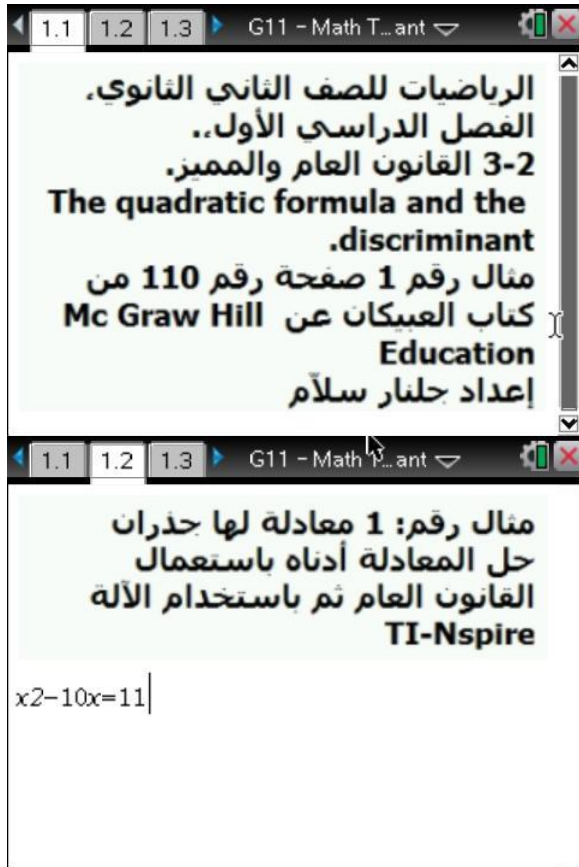 1.1 1.2 1.3 G11 – Math T...ant
الرياضيات للصف الثاني الثانوي،
الفصل الدراسي الأول،.
3-2 القانون العام والمميز.
The quadratic formula and the
discriminant.
مثال رقم 1 صفحة رقم 110 من
كتاب العبيكان عن Mc Graw Hill
Education
إعداد جلنار سلاّم
1.1 1.2 1.3 G11 – Math T...ant
مثال رقم: 1 معادلة لها جذران
حل المعادلة أدناه باستعمال
القانون العام ثم باستخدام الآلة
TI-Nspire
x2–10x=11